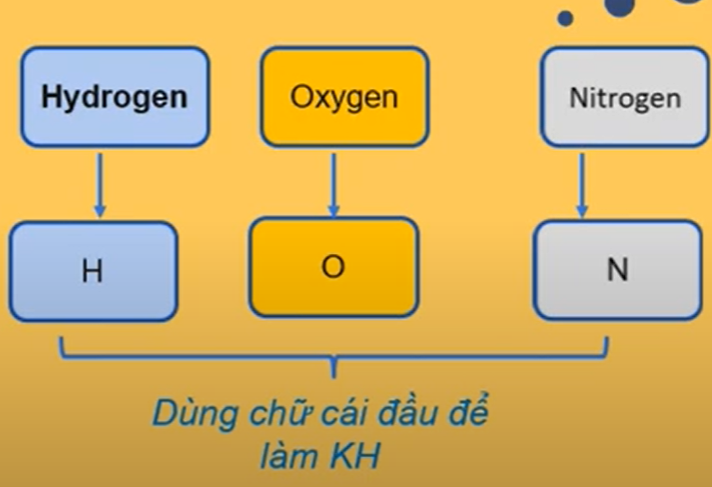 Hydrogen
Oxygen
Nitrogen
H
O
N
Dùng chữ cái đầu để
làm KH